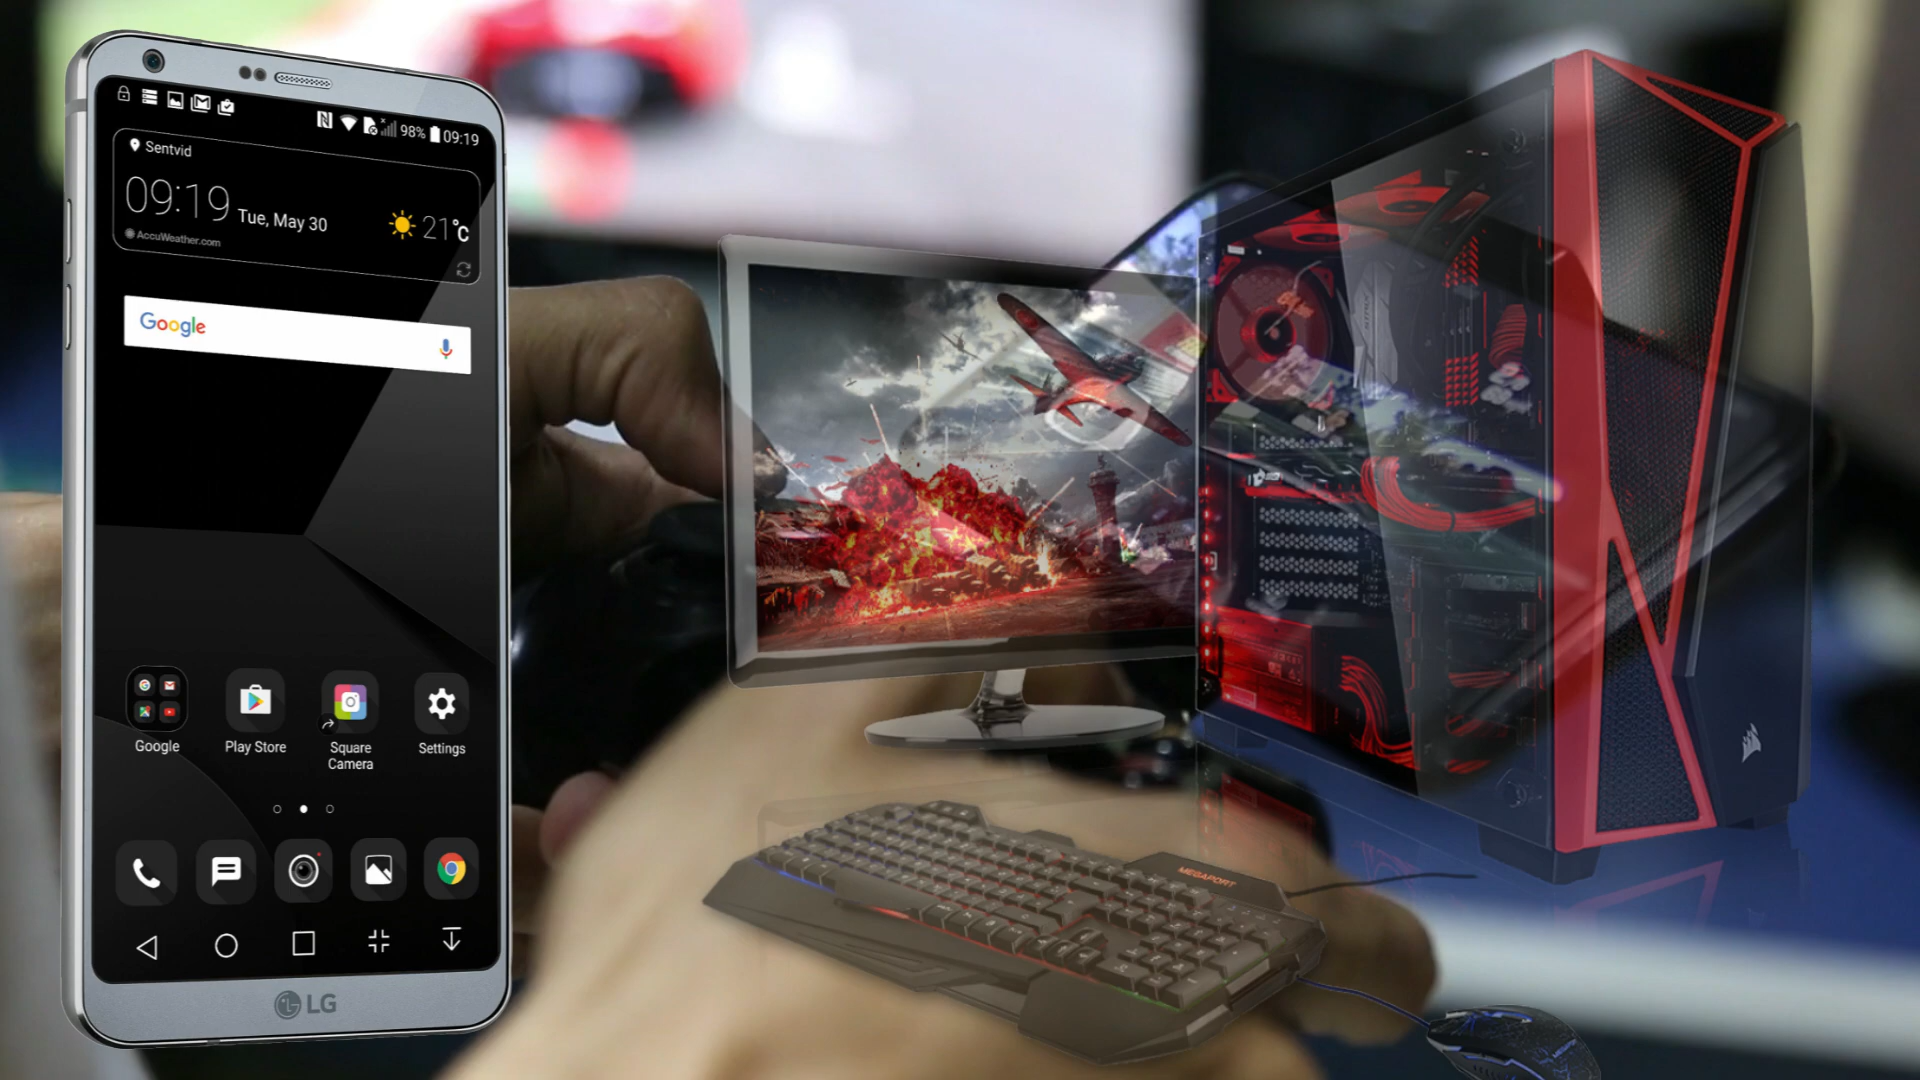 98% 09:19
Sentvid
09:19 Tue, May 30
21°C
AccuWeather.com
Google
Google
Play Store
Square
Camera
Settings
LG
MEGAPORT